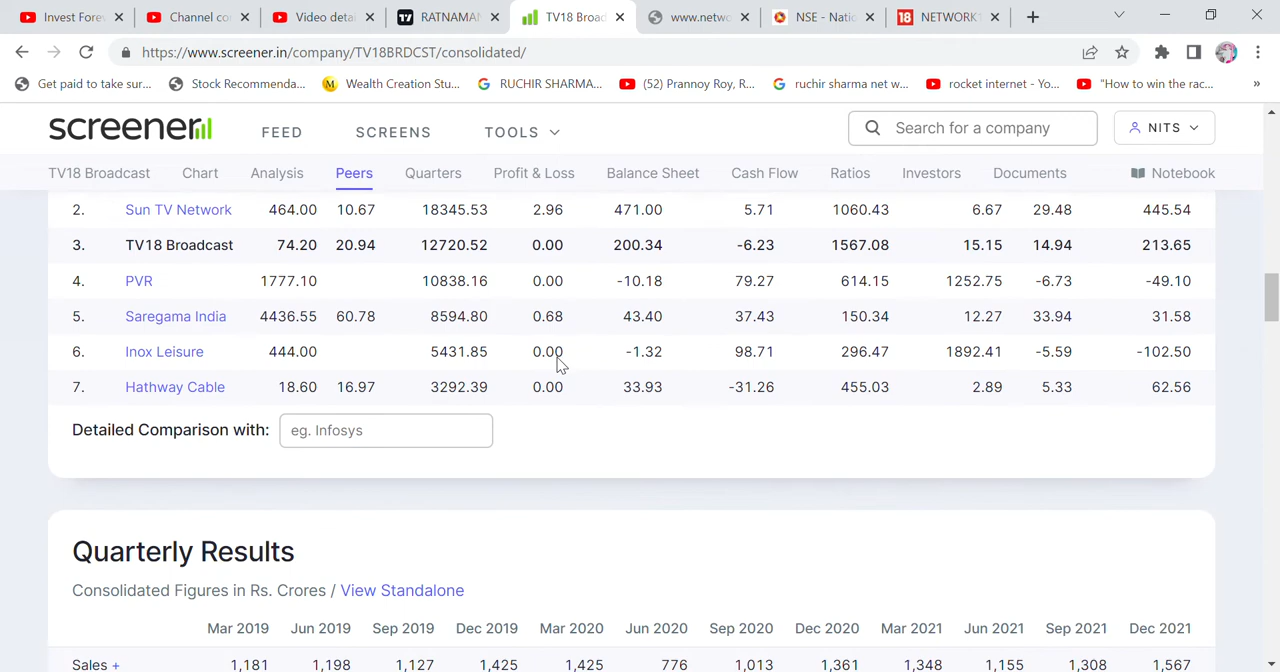 Invest Fore
Channel co
Video deta
RATNAMAN
TV18 Broad
www.netwo
NSE - Natio
NETWORK1
https://www.screener.in/company/TV18BRDCST/consolidated/
Get paid to take sur...
Stock Recommenda...
Wealth Creation Stu...
RUCHIR SHARMA...
(52) Prannoy Roy, R...
ruchir sharma net w...
rocket internet - Yo...
"How to win the rac...
»
screener
FEED
SCREENS
TOOLS
Search for a company
NITS
TV18 Broadcast Chart Analysis Peers Quarters Profit & Loss Balance Sheet Cash Flow Ratios Investors Documents Notebook
2. Sun TV Network 464.00 10.67 18345.53 2.96 471.00 5.71 1060.43 6.67 29.48 445.54
3. TV18 Broadcast 74.20 20.94 12720.52 0.00 200.34 -6.23 1567.08 15.15 14.94 213.65
4. PVR 1777.10 10838.16 0.00 -10.18 79.27 614.15 1252.75 -6.73 -49.10
5. Saregama India 4436.55 60.78 8594.80 0.68 43.40 37.43 150.34 12.27 33.94 31.58
6. Inox Leisure 444.00 5431.85 0.00 -1.32 98.71 296.47 1892.41 -5.59 -102.50
7. Hathway Cable 18.60 16.97 3292.39 0.00 33.93 -31.26 455.03 2.89 5.33 62.56
Detailed Comparison with: eg. Infosys
Quarterly Results
Consolidated Figures in Rs. Crores / View Standalone
Mar 2019 Jun 2019 Sep 2019 Dec 2019 Mar 2020 Jun 2020 Sep 2020 Dec 2020 Mar 2021 Jun 2021 Sep 2021 Dec 2021
Sales + 1,181 1,198 1,127 1,425 1,425 776 1,013 1,361 1,348 1,155 1,308 1,567